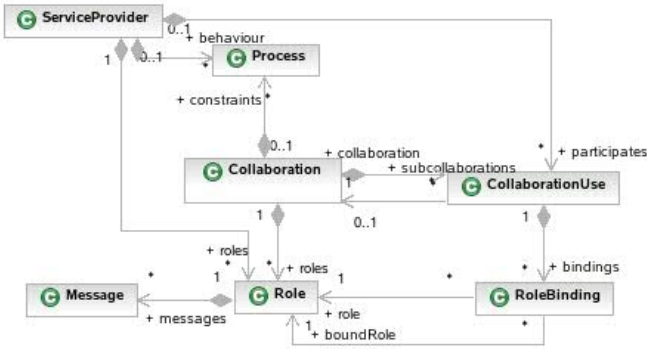 C ServiceProvider
0..1
+ behaviour
1
0..1
*
C Process
+ constraints
*
* + participates
0..1
+ collaboration
C Collaboration
1
+ subcollaborations
*
C CollaborationUse
1
0..1
1
+ roles
* * + roles
* + bindings
* 1
1
*
C Message
C Role
C RoleBinding
+ messages
+ role
1
+ boundRole
*